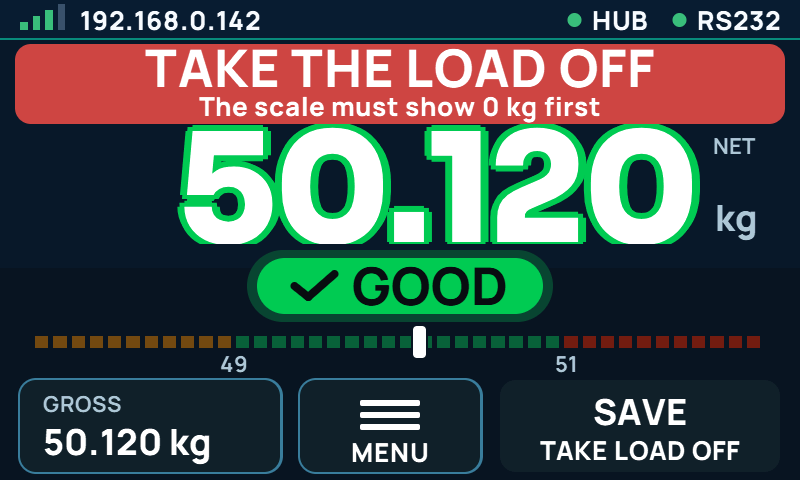 192.168.0.142
HUB
RS232
TAKE THE LOAD OFF
The scale must show 0 kg first
50.120
NET
kg
GOOD
49
51
GROSS
50.120 kg
MENU
SAVE
TAKE LOAD OFF